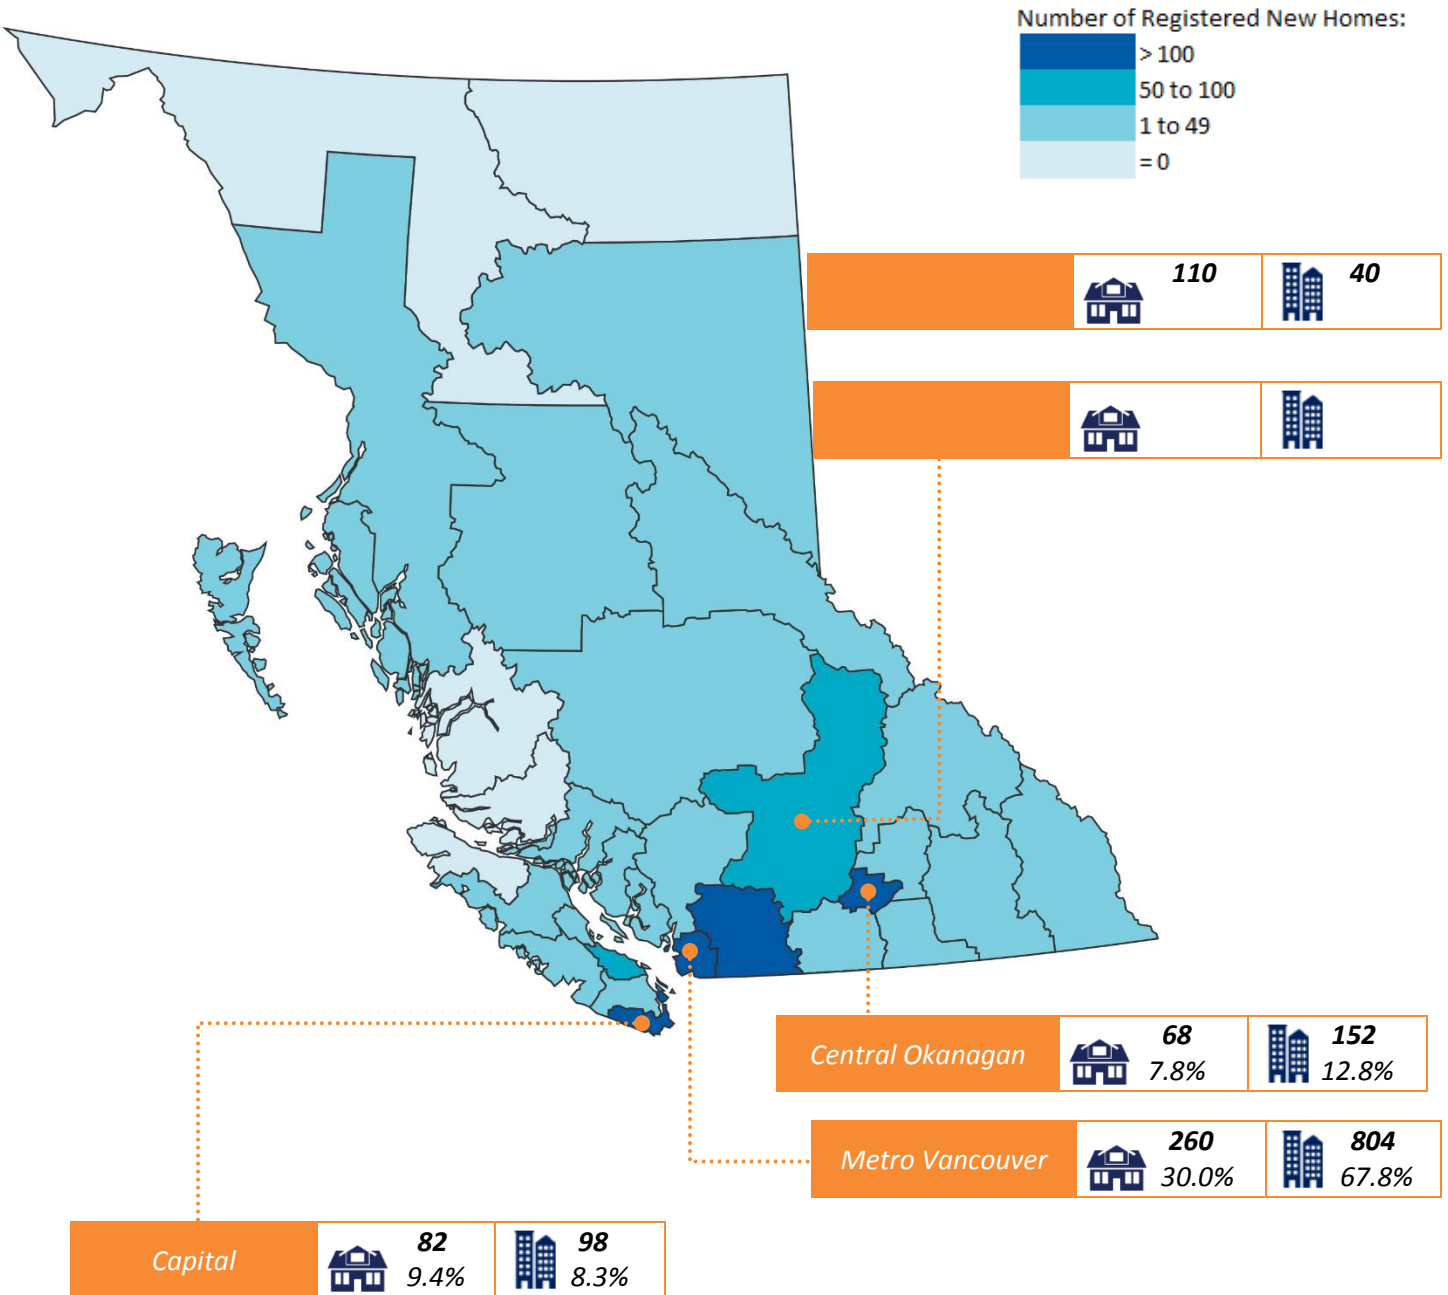 Number of Registered New Homes:
> 100
50 to 100
1 to 49
= 0
110 40
Central Okanagan 68 152
7.8% 12.8%
Metro Vancouver 260 804
30.0% 67.8%
Capital 82 98
9.4% 8.3%